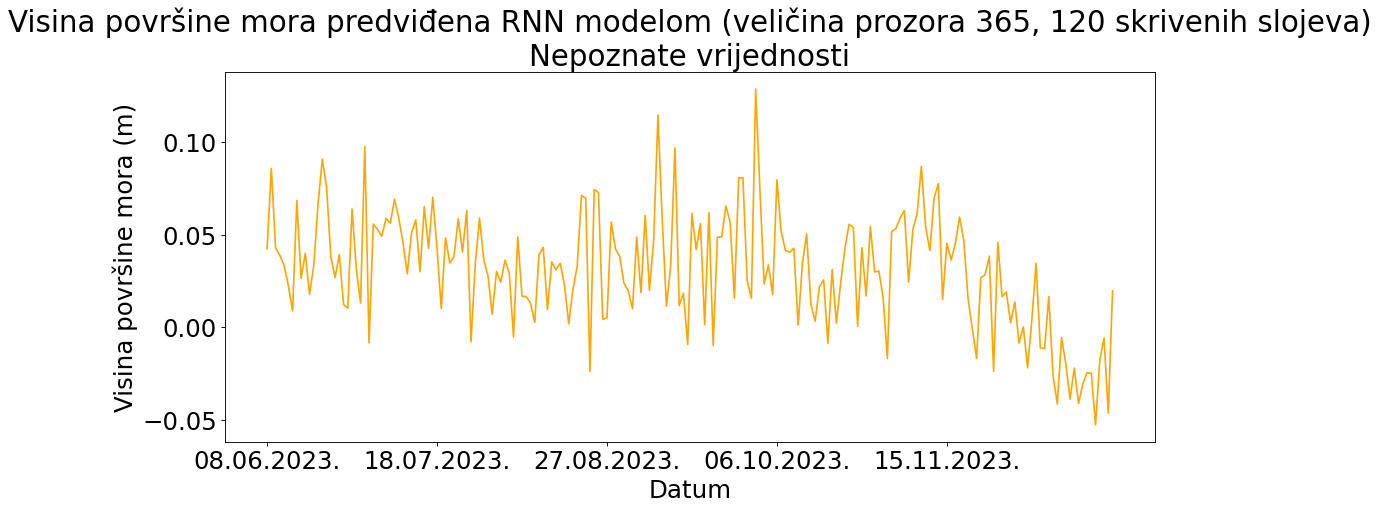 Visina površine mora predviđena RNN modelom (veličina prozora 365, 120 skrivenih slojeva)
Nepoznate vrijednosti
Visina površine mora (m)
0.10
0.05
0.00
−0.05
08.06.2023. 18.07.2023. 27.08.2023. 06.10.2023. 15.11.2023.
Datum